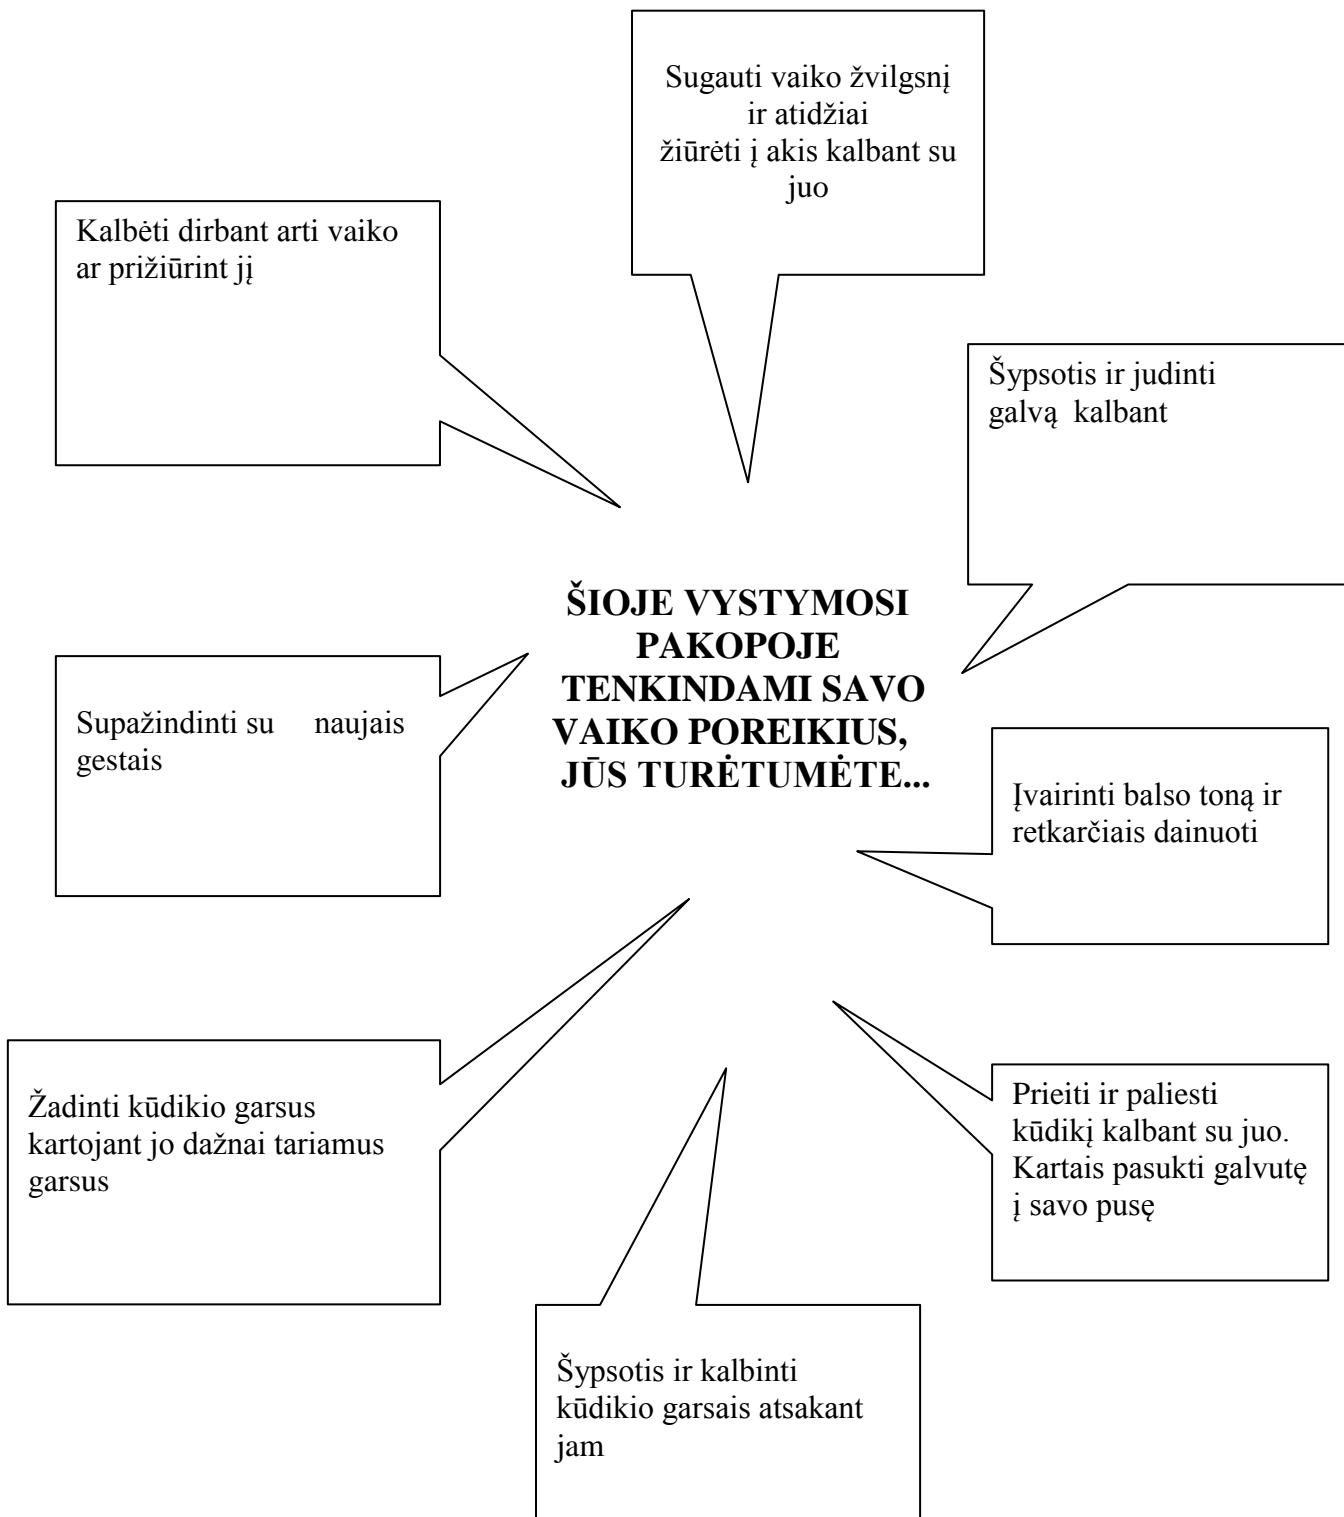 Sugauti vaiko žvilgsnį
ir atidžiai
žiūrėti į akis kalbant su
juo
Kalbėti dirbant arti vaiko
ar prižiūrint jį
Šypsotis ir judinti
galvą kalbant
ŠIOJE VYSTYMOSI
PAKOPOJE
TENKINDAMI SAVO
VAIKO POREIKIUS,
JŪS TURĖTUMĖTE...
Supažindinti su naujais
gestais
Įvairinti balso toną ir
retkarčiais dainuoti
Žadinti kūdikio garsus
kartojant jo dažnai tariamus
garsus
Prieiti ir paliesti
kūdikį kalbant su juo.
Kartais pasukti galvutę
į savo pusę
Šypsotis ir kalbinti
kūdikio garsais atsakant
jam